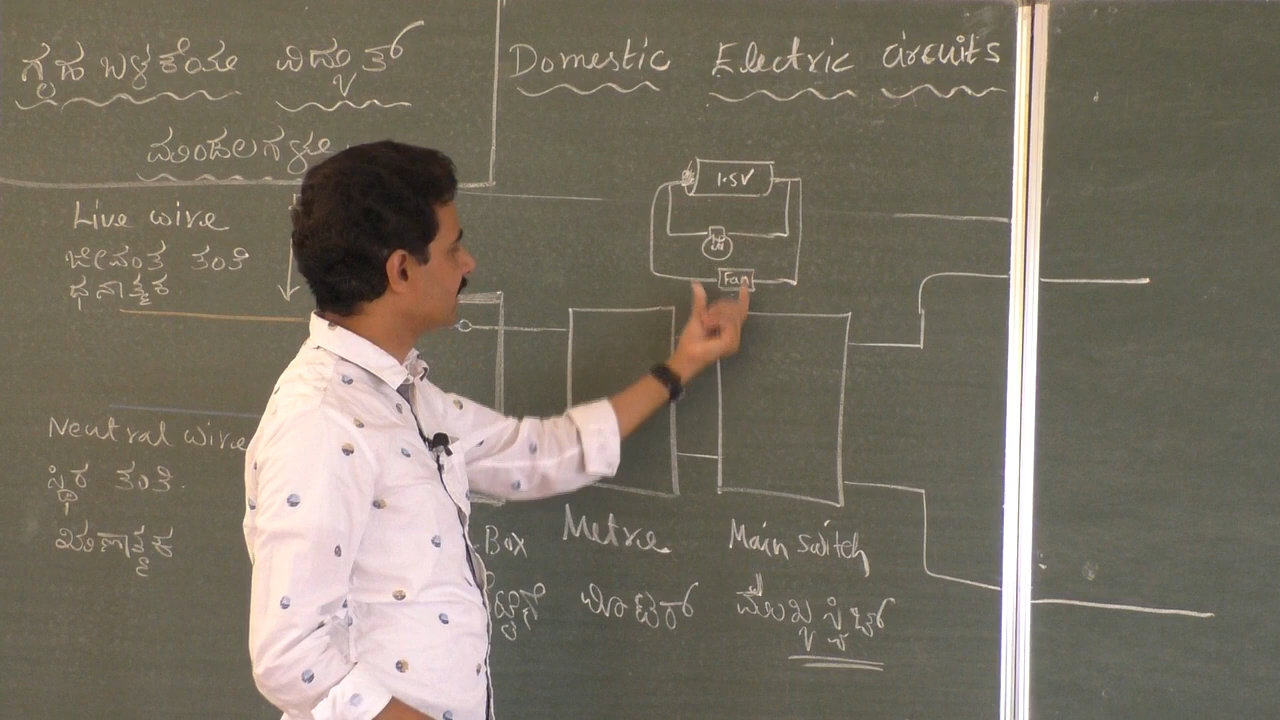 ಗೃಹ ಬಳಕೆಯ ವಿದ್ಯುತ್
ಮಂಡಲಗಳು
Domestic Electric circuits
Live wire
ಜೀವಂತ ತಂತಿ
ಧನಾತ್ಮಕ
1.5V
Fan
Neutral wire
ಸ್ಥಿರ ತಂತಿ.
ಋಣಾತ್ಮಕ
Box
Metre
ಮೀಟರ್
Main switch
ಮೇಯಿನ್ ಸ್ವಿಚ್